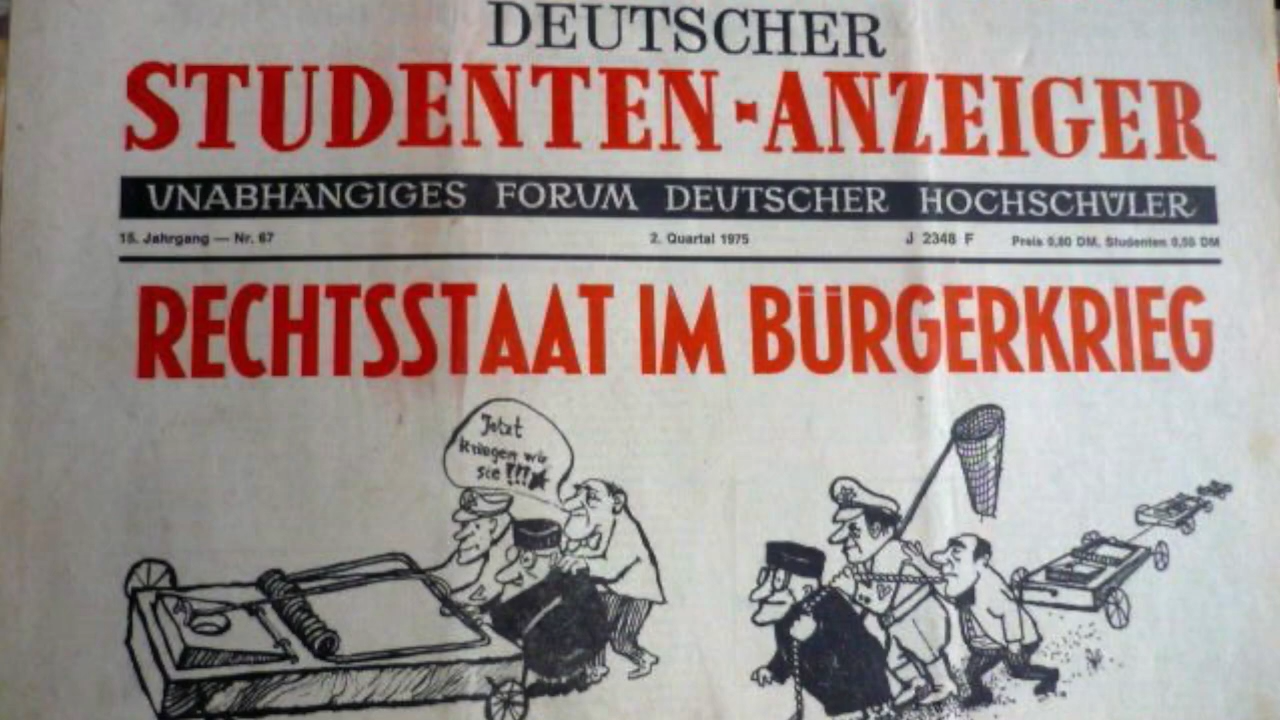 DEUTSCHER
STUDENTEN-ANZEIGER
UNABHÄNGIGES FORUM DEUTSCHER HOCHSCHÜLER
15. Jahrgang — Nr. 67 2. Quartal 1975 J 2348 F Preis 0,80 DM, Studenten 0,50 DM
RECHTSSTAAT IM BÜRGERKRIEG
Jetzt
kriegen wir
sie !!!